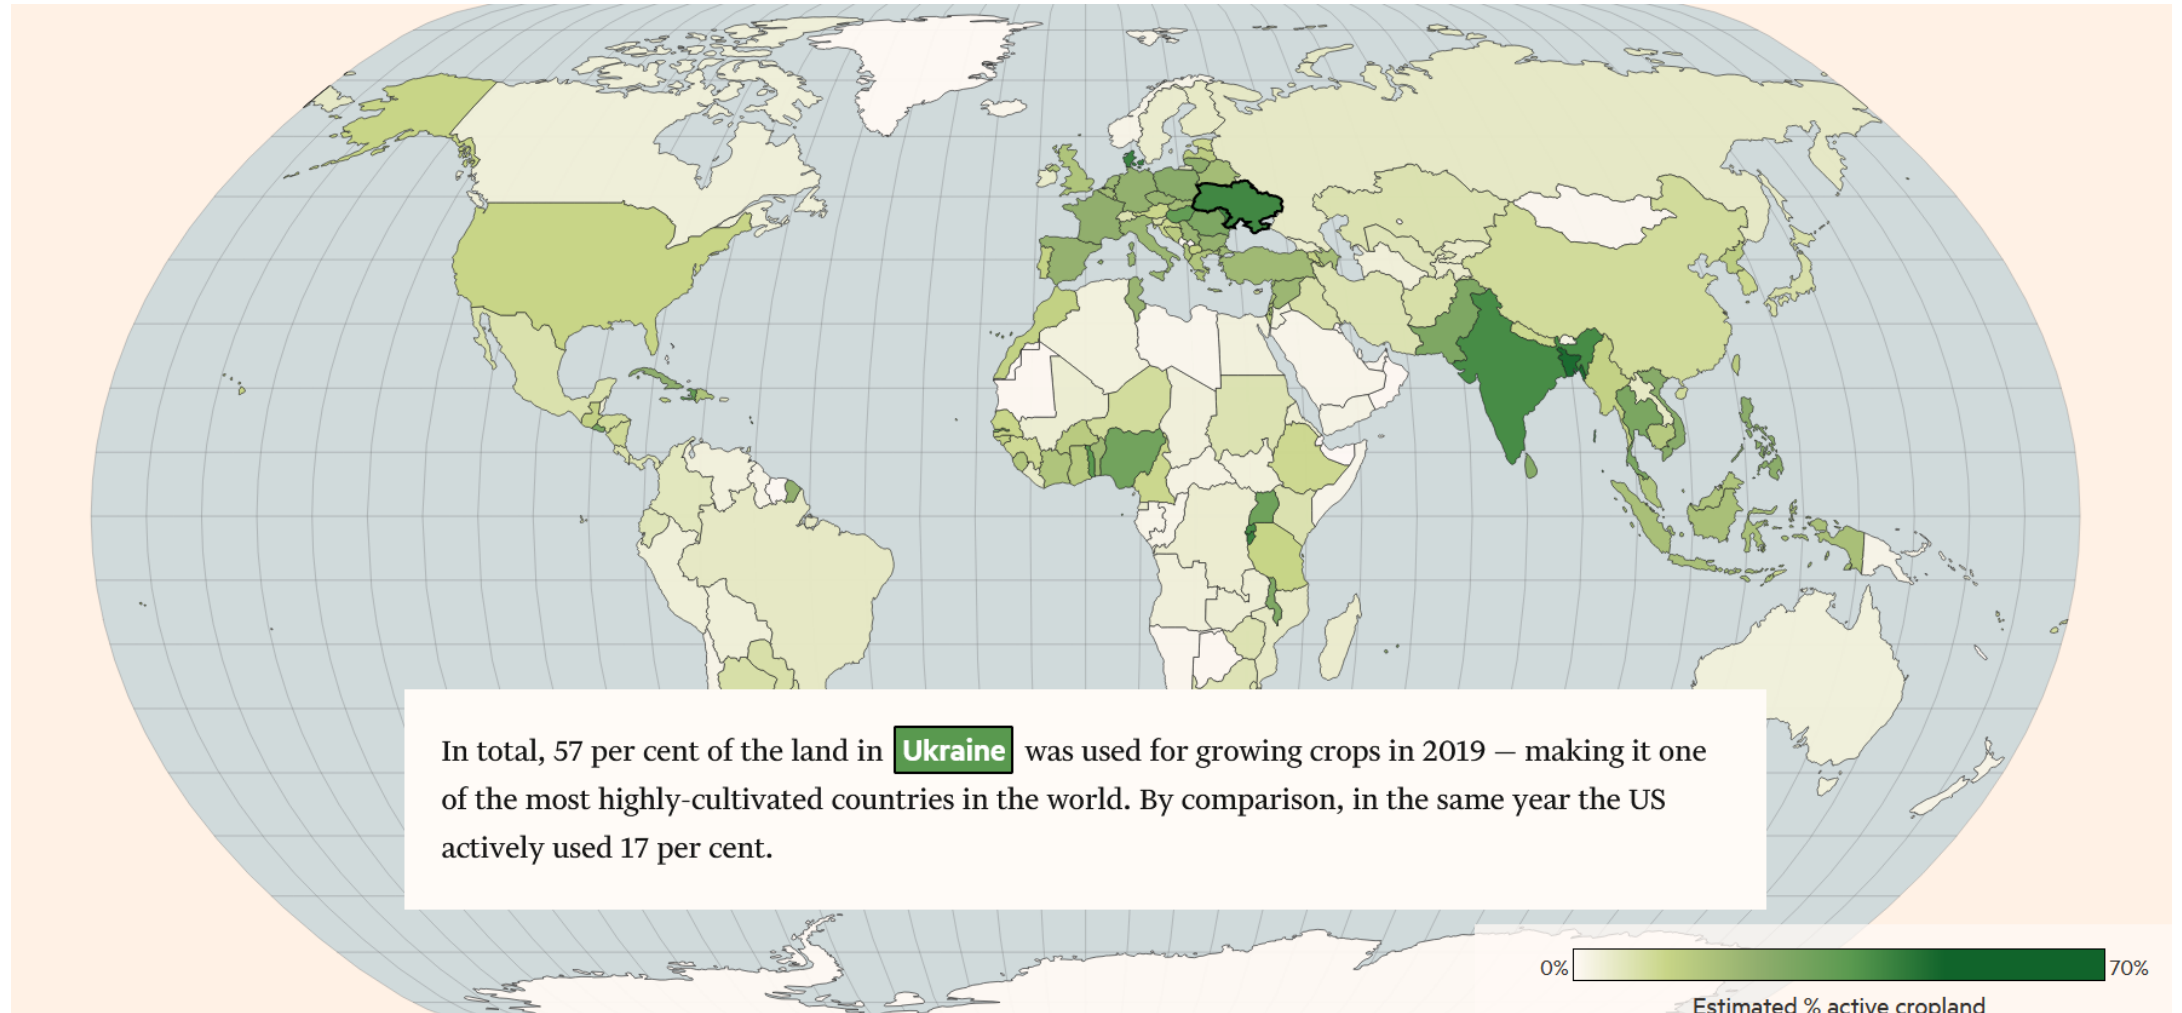 In total, 57 per cent of the land in Ukraine was used for growing crops in 2019 — making it one
of the most highly-cultivated countries in the world. By comparison, in the same year the US
actively used 17 per cent.
0% 70%
Estimated % active cropland